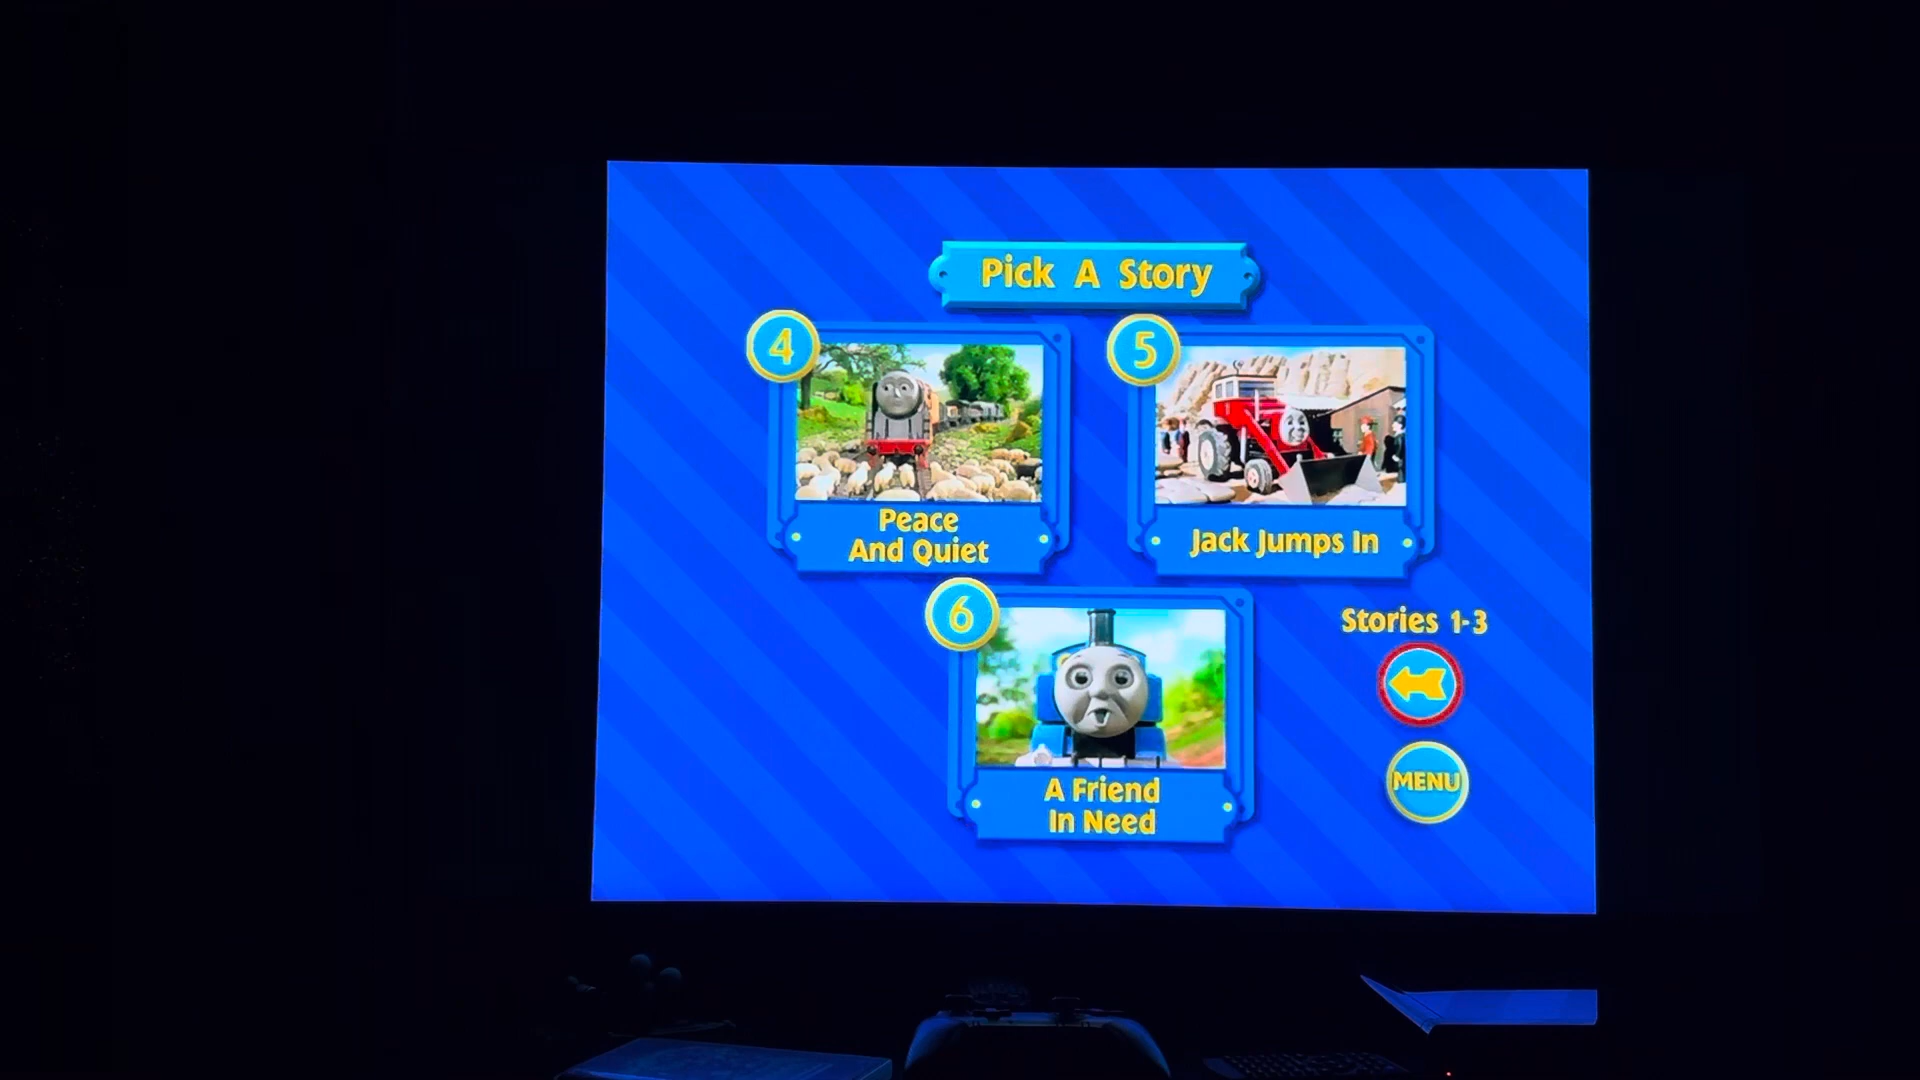 Pick A Story
4
5
Peace
And Quiet
Jack Jumps In
6
Stories 1-3
A Friend
In Need
MENU